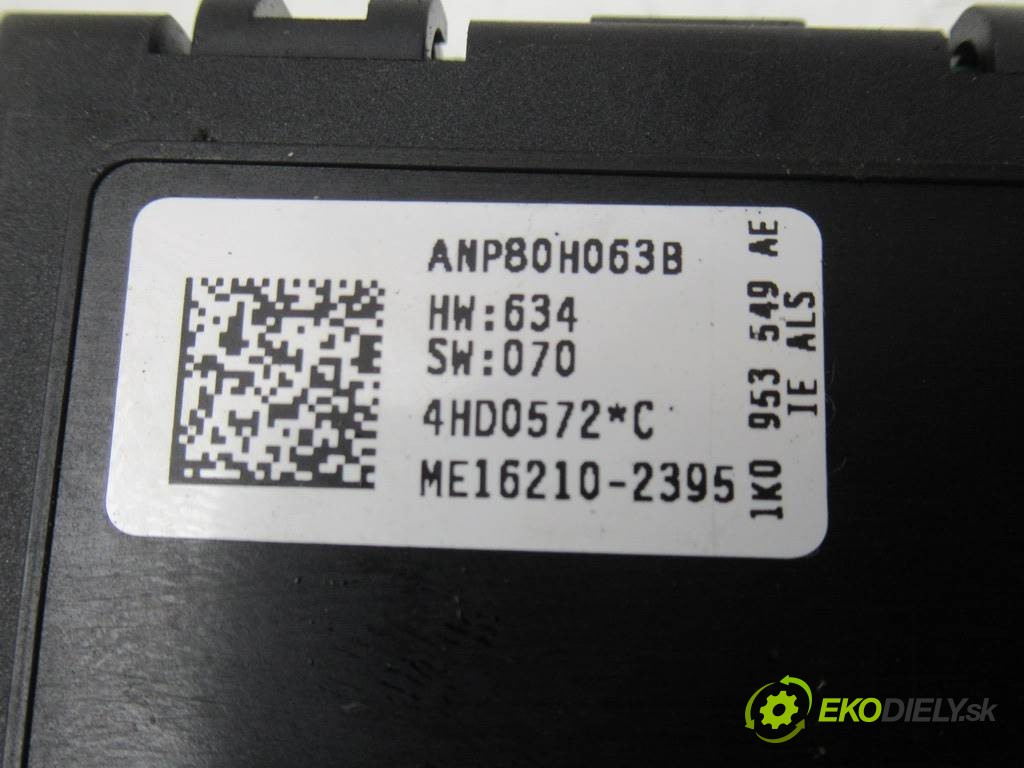 ANP80H063B
HW:634
SW:070
4HD0572*C
ME16210-2395
1K0 953 549 AE
IE ALS
EKODIELY.sk